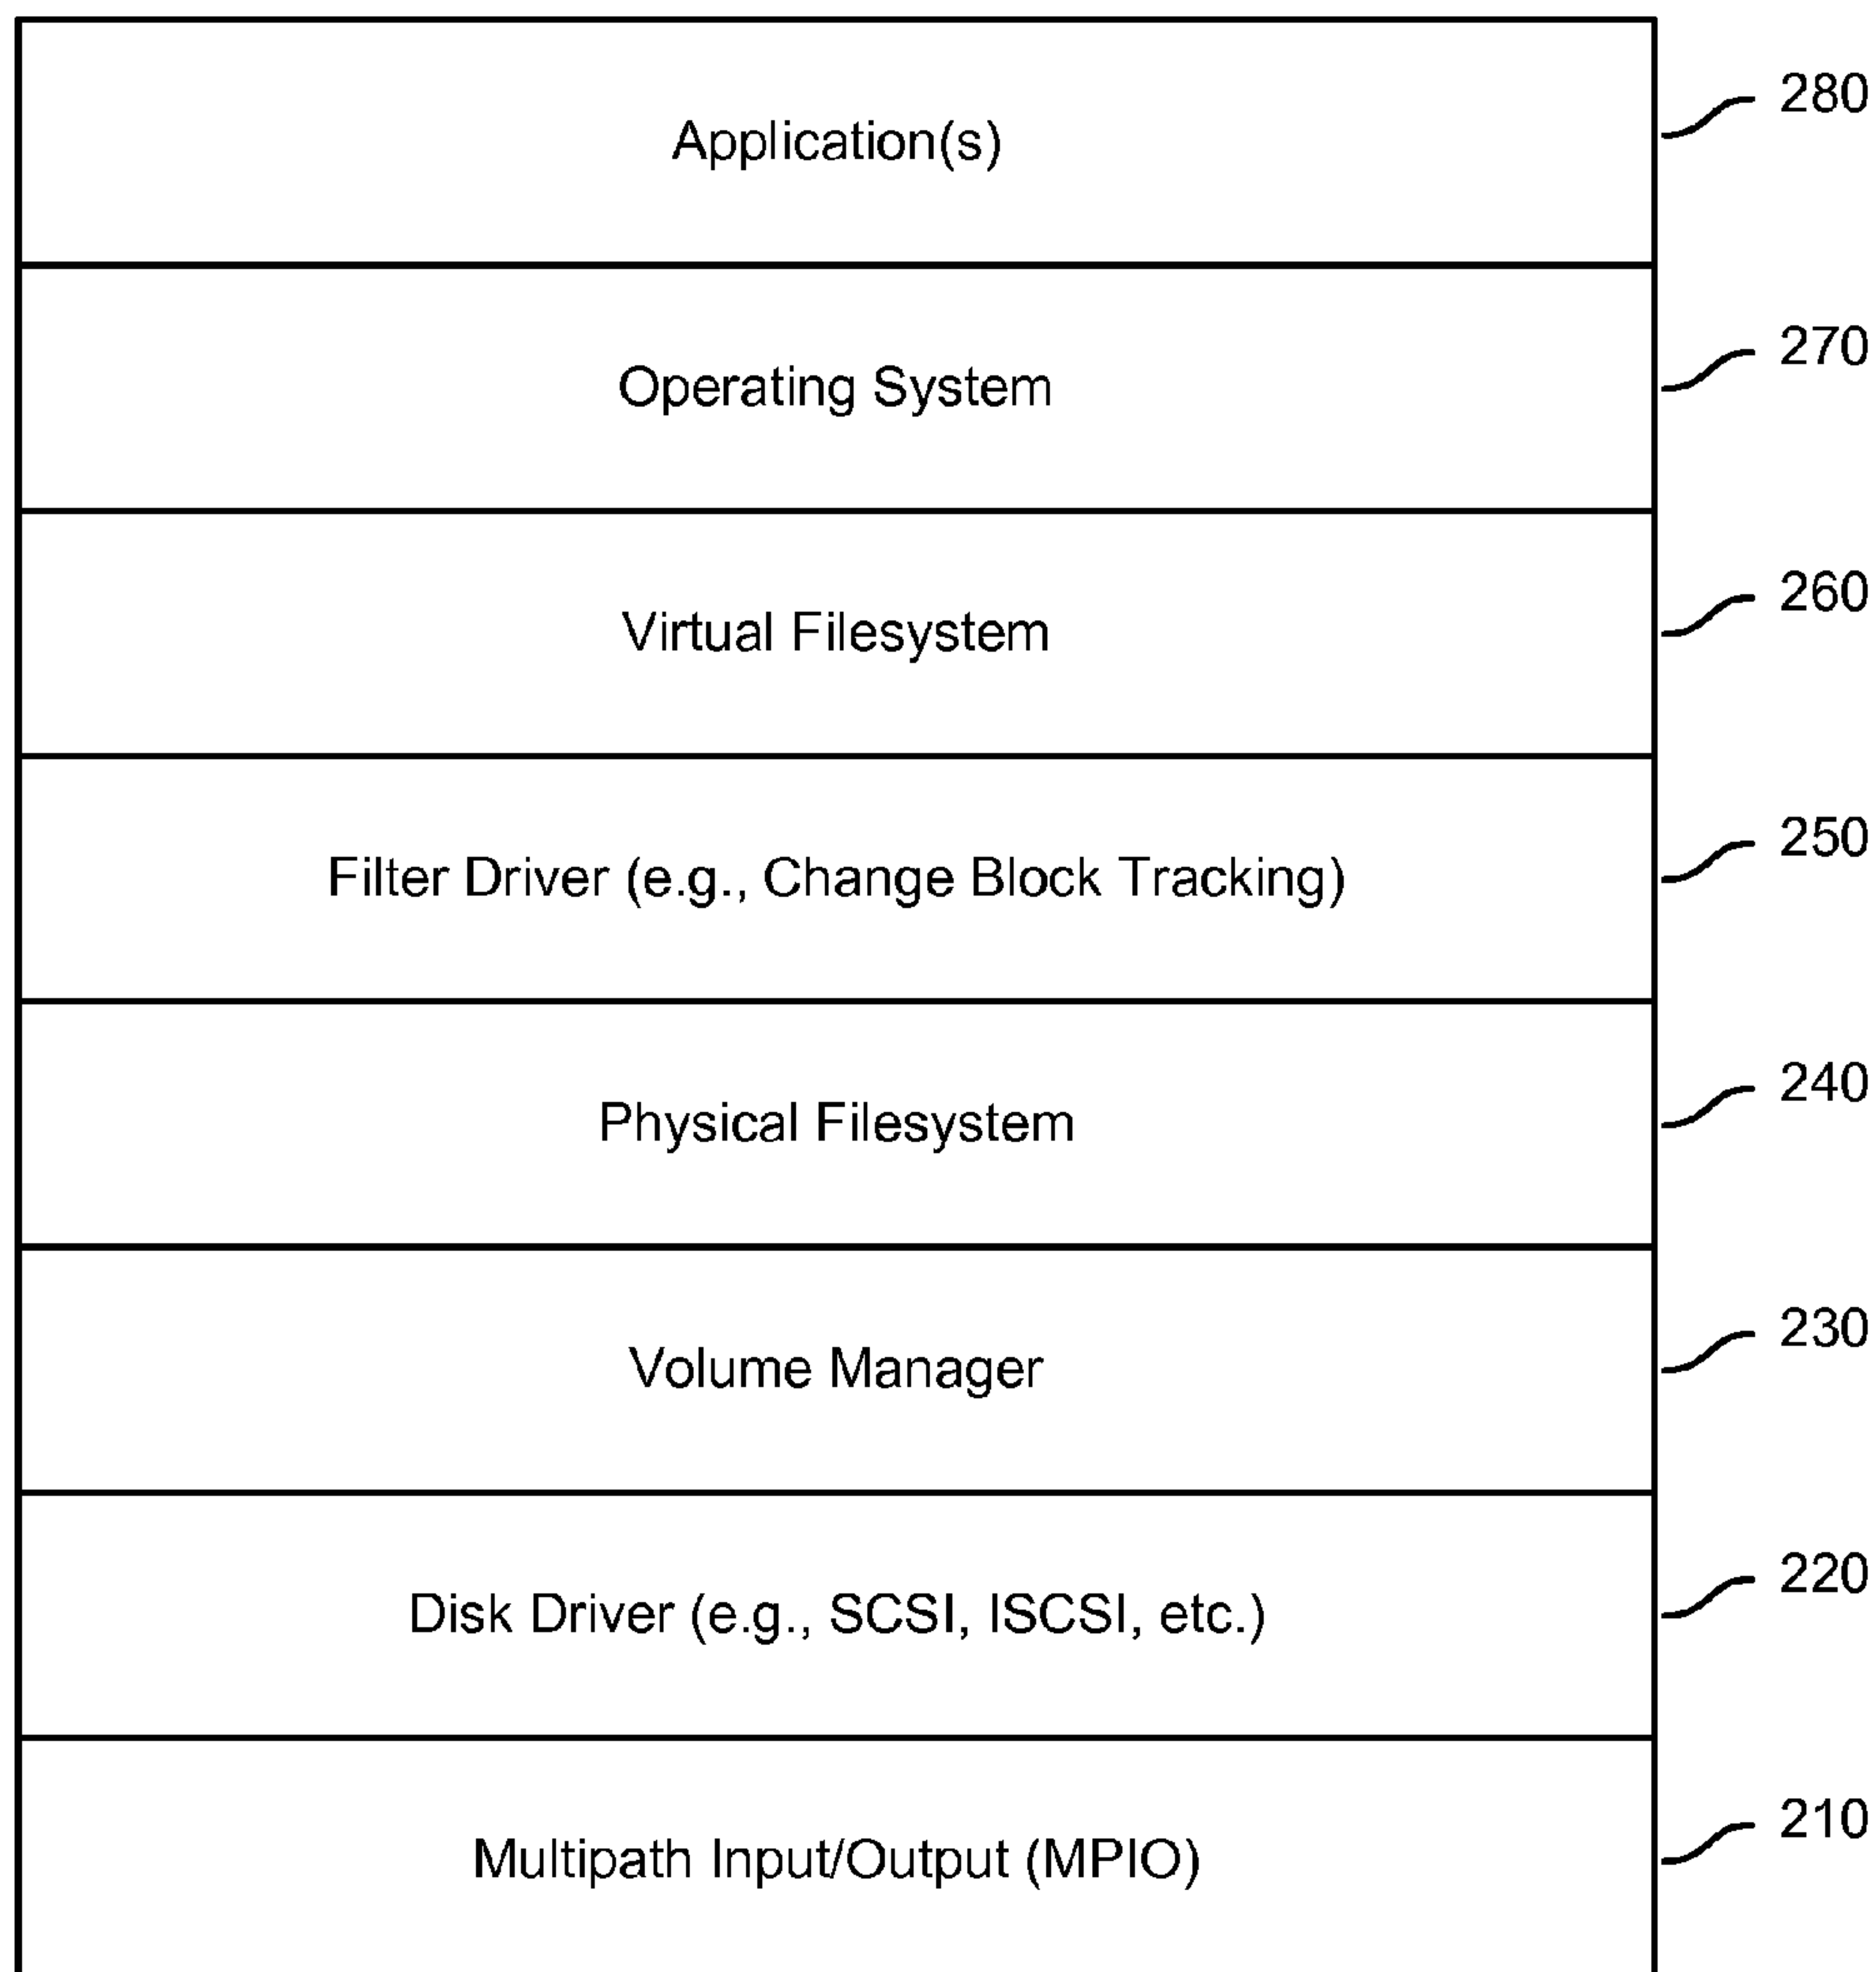 Application(s) 280
Operating System 270
Virtual Filesystem 260
Filter Driver (e.g., Change Block Tracking) 250
Physical Filesystem 240
Volume Manager 230
Disk Driver (e.g., SCSI, ISCSI, etc.) 220
Multipath Input/Output (MPIO) 210